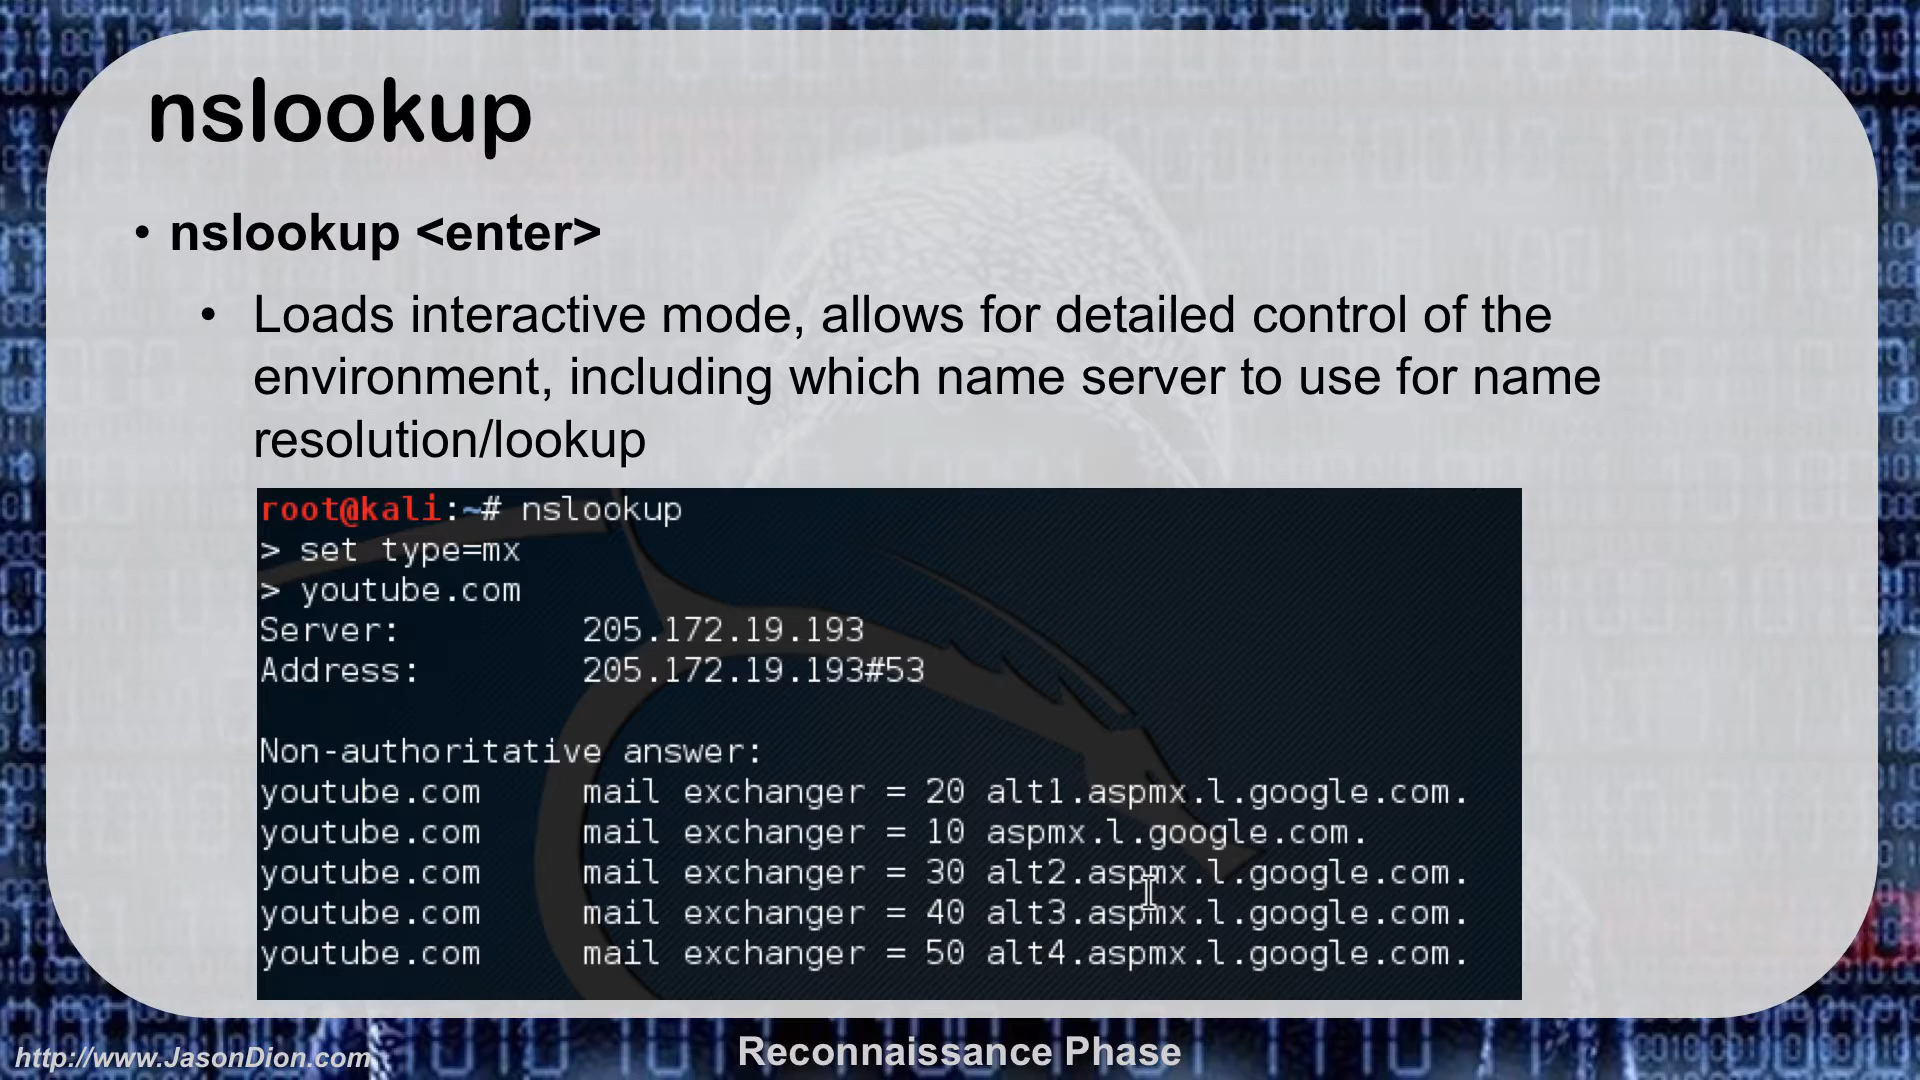 nslookup
• nslookup <enter>
• Loads interactive mode, allows for detailed control of the
environment, including which name server to use for name
resolution/lookup
root@kali:~# nslookup
> set type=mx
> youtube.com
Server: 205.172.19.193
Address: 205.172.19.193#53
Non-authoritative answer:
youtube.com mail exchanger = 20 alt1.aspmx.l.google.com.
youtube.com mail exchanger = 10 aspmx.l.google.com.
youtube.com mail exchanger = 30 alt2.aspmx.l.google.com.
youtube.com mail exchanger = 40 alt3.aspmx.l.google.com.
youtube.com mail exchanger = 50 alt4.aspmx.l.google.com.
http://www.JasonDion.com
Reconnaissance Phase